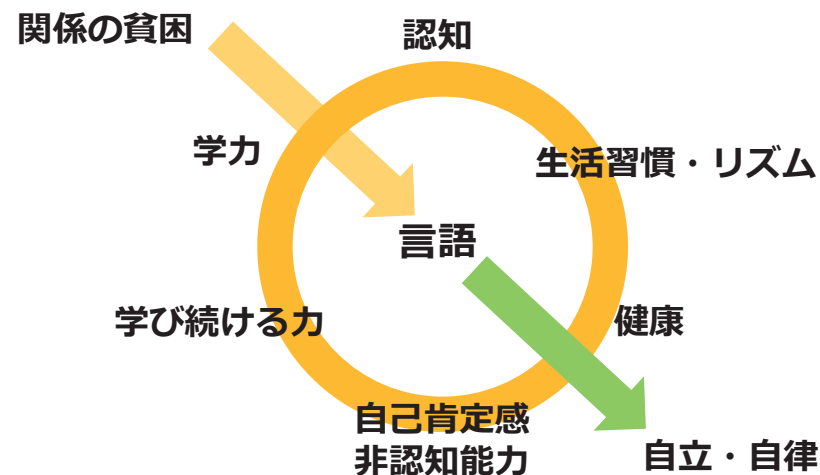 関係の貧困
認知
学力
生活習慣・リズム
言語
学び続ける力
健康
自己肯定感
非認知能力
自立・自律